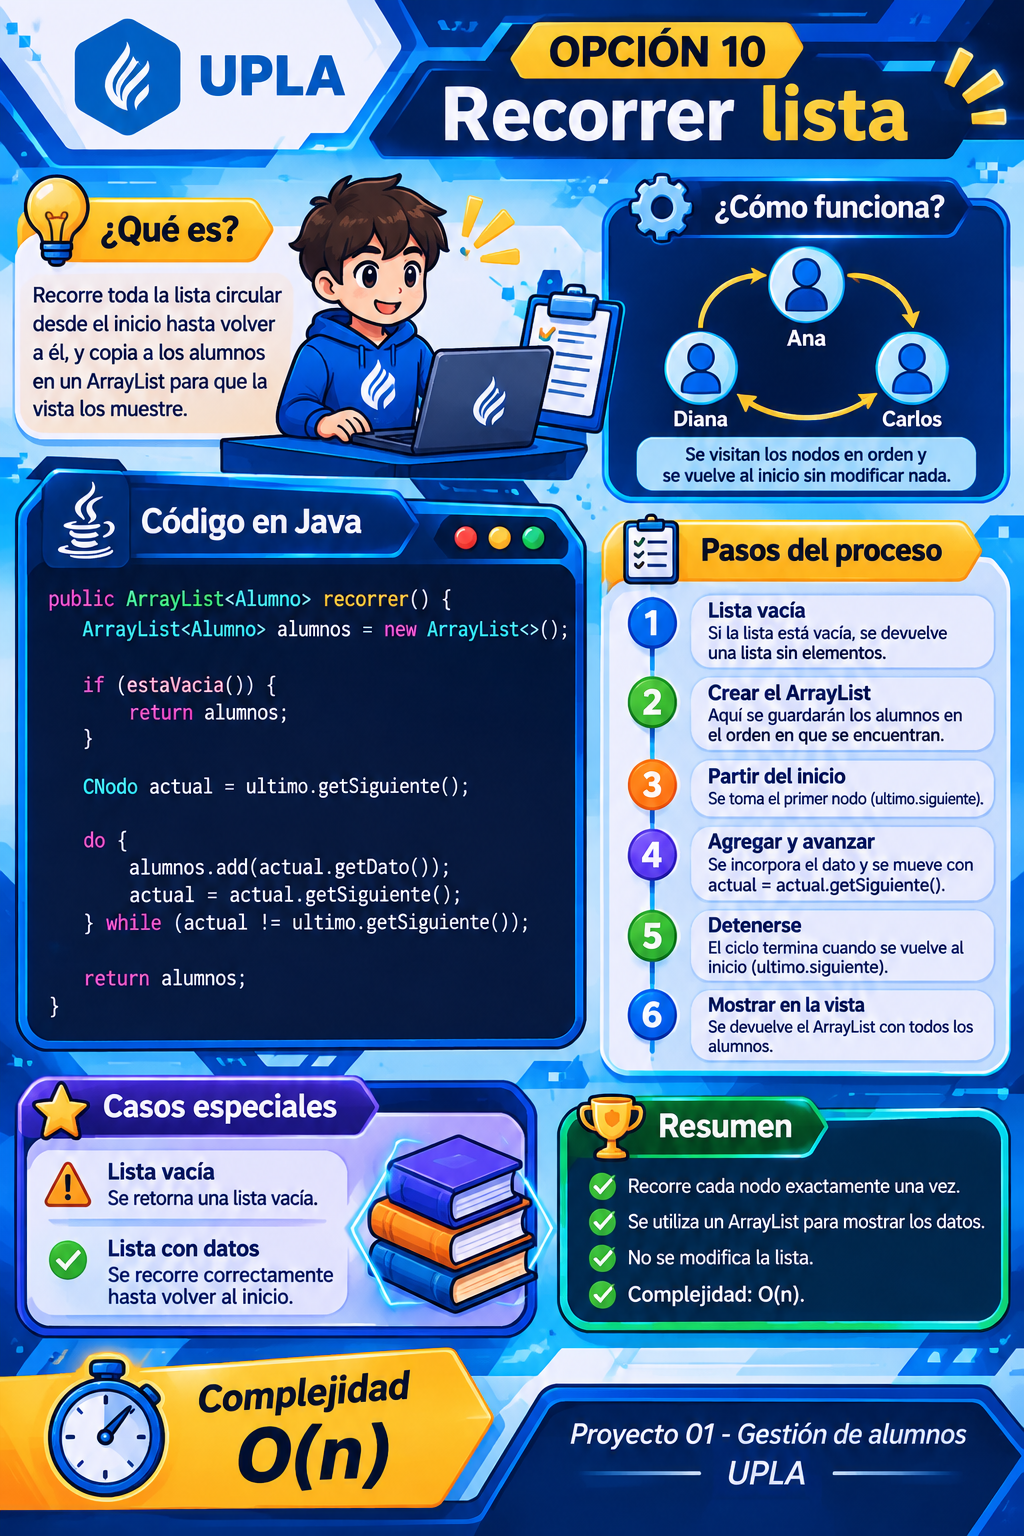 UPLA
OPCIÓN 10
Recorrer lista
¿Qué es?
Recorre toda la lista circular
desde el inicio hasta volver
a él, y copia a los alumnos
en un ArrayList para que la
vista los muestre.
¿Cómo funciona?
Ana
Diana
Carlos
Se visitan los nodos en orden y
se vuelve al inicio sin modificar nada.
Código en Java
public ArrayList<Alumno> recorrer() {
    ArrayList<Alumno> alumnos = new ArrayList<>();
    if (estaVacia()) {
        return alumnos;
    }
    CNodo actual = ultimo.getSiguiente();
    do {
        alumnos.add(actual.getDato());
        actual = actual.getSiguiente();
    } while (actual != ultimo.getSiguiente());
    return alumnos;
}
Pasos del proceso
1
Lista vacía
Si la lista está vacía, se devuelve
una lista sin elementos.
2
Crear el ArrayList
Aquí se guardarán los alumnos en
el orden en que se encuentran.
3
Partir del inicio
Se toma el primer nodo (ultimo.siguiente).
4
Agregar y avanzar
Se incorpora el dato y se mueve con
actual = actual.getSiguiente().
5
Detenerse
El ciclo termina cuando se vuelve al
inicio (ultimo.siguiente).
6
Mostrar en la vista
Se devuelve el ArrayList con todos los
alumnos.
Casos especiales
Lista vacía
Se retorna una lista vacía.
Lista con datos
Se recorre correctamente
hasta volver al inicio.
Resumen
Recorre cada nodo exactamente una vez.
Se utiliza un ArrayList para mostrar los datos.
No se modifica la lista.
Complejidad: O(n).
Complejidad
O(n)
Proyecto 01 - Gestión de alumnos
UPLA